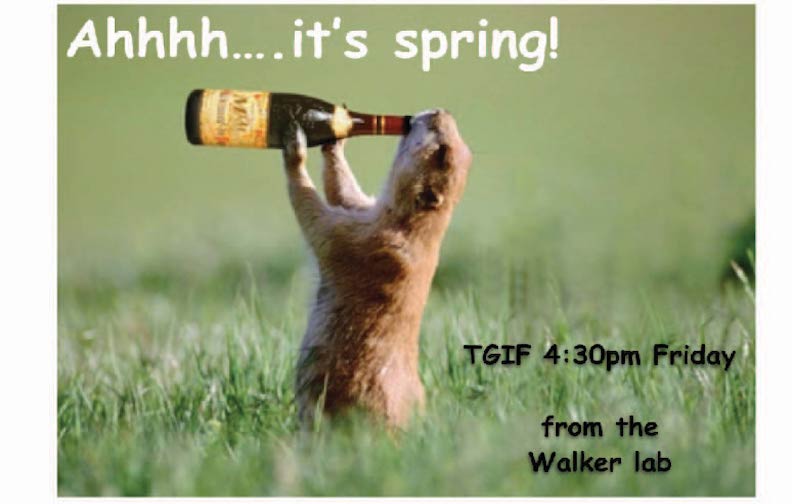 Ahhhh....it's spring!
TGIF 4:30pm Friday
from the
Walker lab